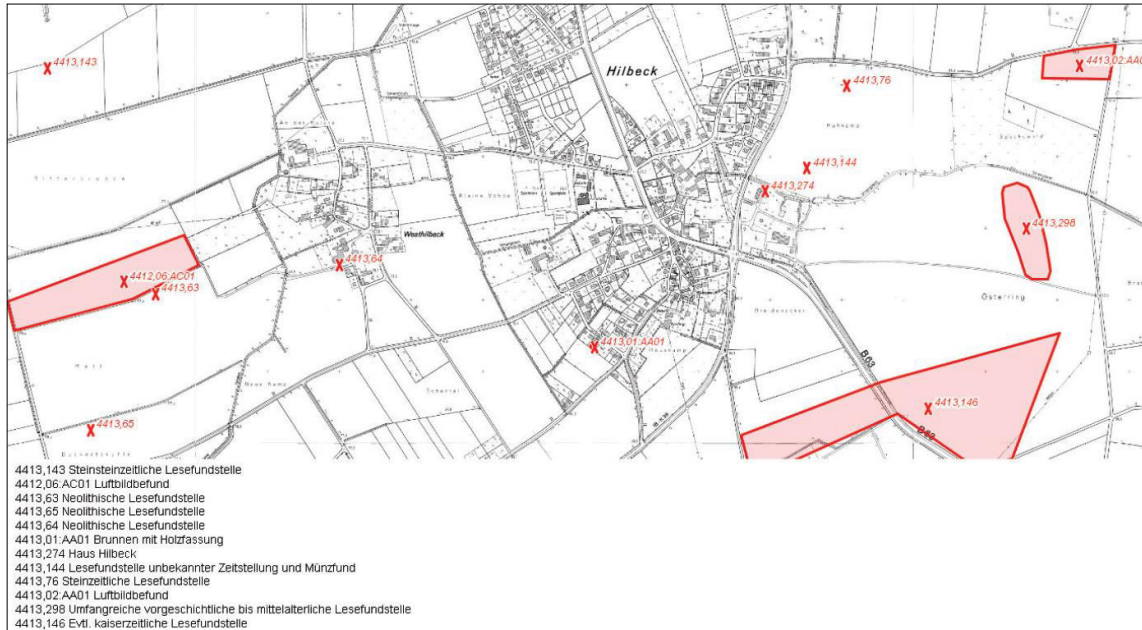 4413,143
Hilbeck
4413,02:AA0
4413,76
4413,144
4413,274
Westhilbeck
4413,298
4413,64
4412,06:AC01
4413,63
Österring
4413,01:AA01
B63
4413,146
4413,65
B63
4413,143 Steinsteinzeitliche Lesefundstelle
4412,06:AC01 Luftbildbefund
4413,63 Neolithische Lesefundstelle
4413,65 Neolithische Lesefundstelle
4413,64 Neolithische Lesefundstelle
4413,01:AA01 Brunnen mit Holzfassung
4413,274 Haus Hilbeck
4413,144 Lesefundstelle unbekannter Zeitstellung und Münzfund
4413,76 Steinzeitliche Lesefundstelle
4413,02:AA01 Luftbildbefund
4413,298 Umfangreiche vorgeschichtliche bis mittelalterliche Lesefundstelle
4413,146 Evtl. kaiserzeitliche Lesefundstelle